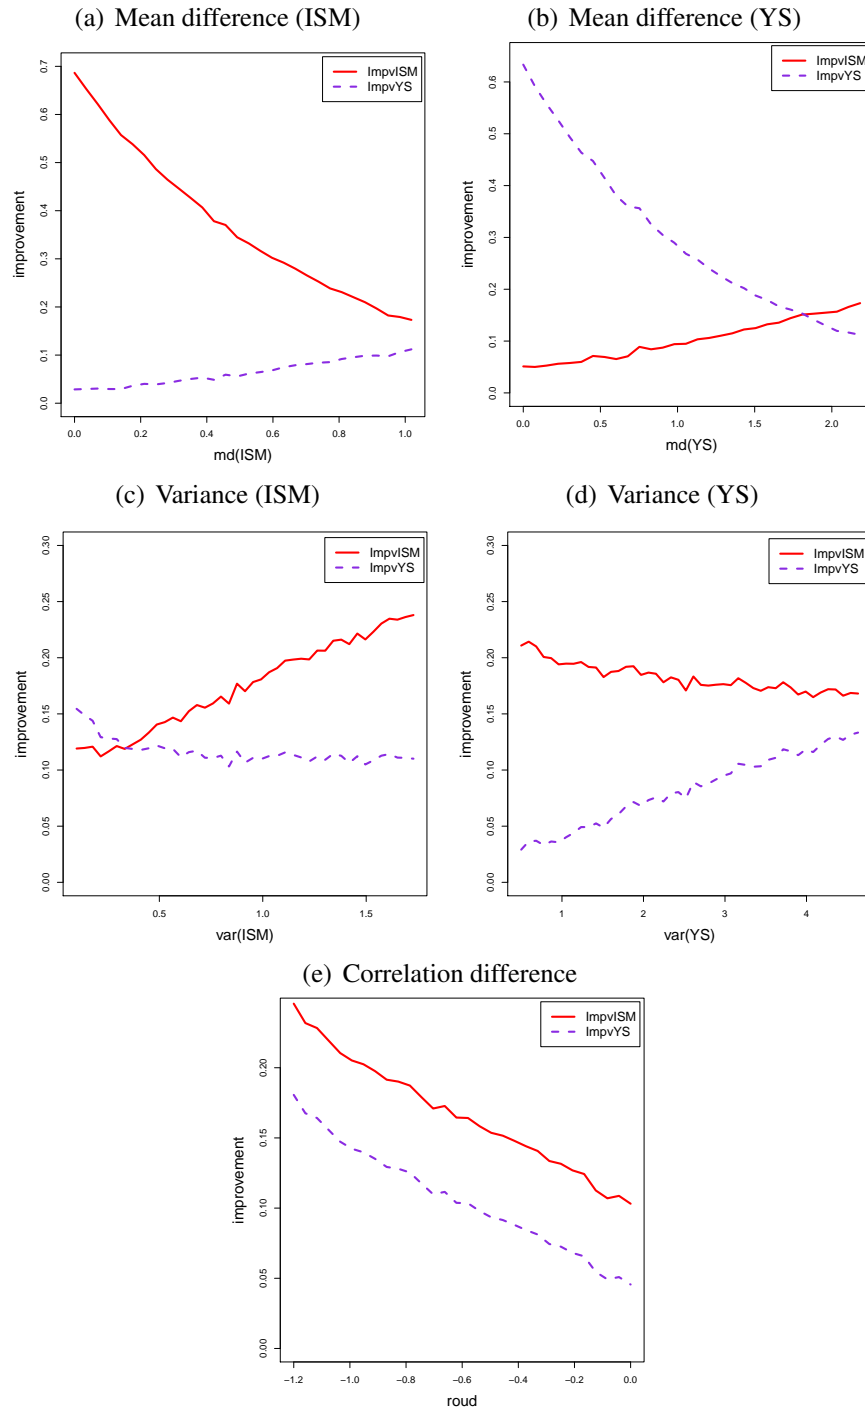 (a) Mean difference (ISM)
0.0 0.1 0.2 0.3 0.4 0.5 0.6 0.7
improvement
ImpvISM
ImpvYS
0.0 0.2 0.4 0.6 0.8 1.0
md(ISM)
(b) Mean difference (YS)
0.0 0.1 0.2 0.3 0.4 0.5 0.6
improvement
ImpvISM
ImpvYS
0.0 0.5 1.0 1.5 2.0
md(YS)
(c) Variance (ISM)
0.00 0.05 0.10 0.15 0.20 0.25 0.30
improvement
ImpvISM
ImpvYS
0.5 1.0 1.5
var(ISM)
(d) Variance (YS)
0.00 0.05 0.10 0.15 0.20 0.25 0.30
improvement
ImpvISM
ImpvYS
1 2 3 4
var(YS)
(e) Correlation difference
0.00 0.05 0.10 0.15 0.20
improvement
ImpvISM
ImpvYS
−1.2 −1.0 −0.8 −0.6 −0.4 −0.2 0.0
roud